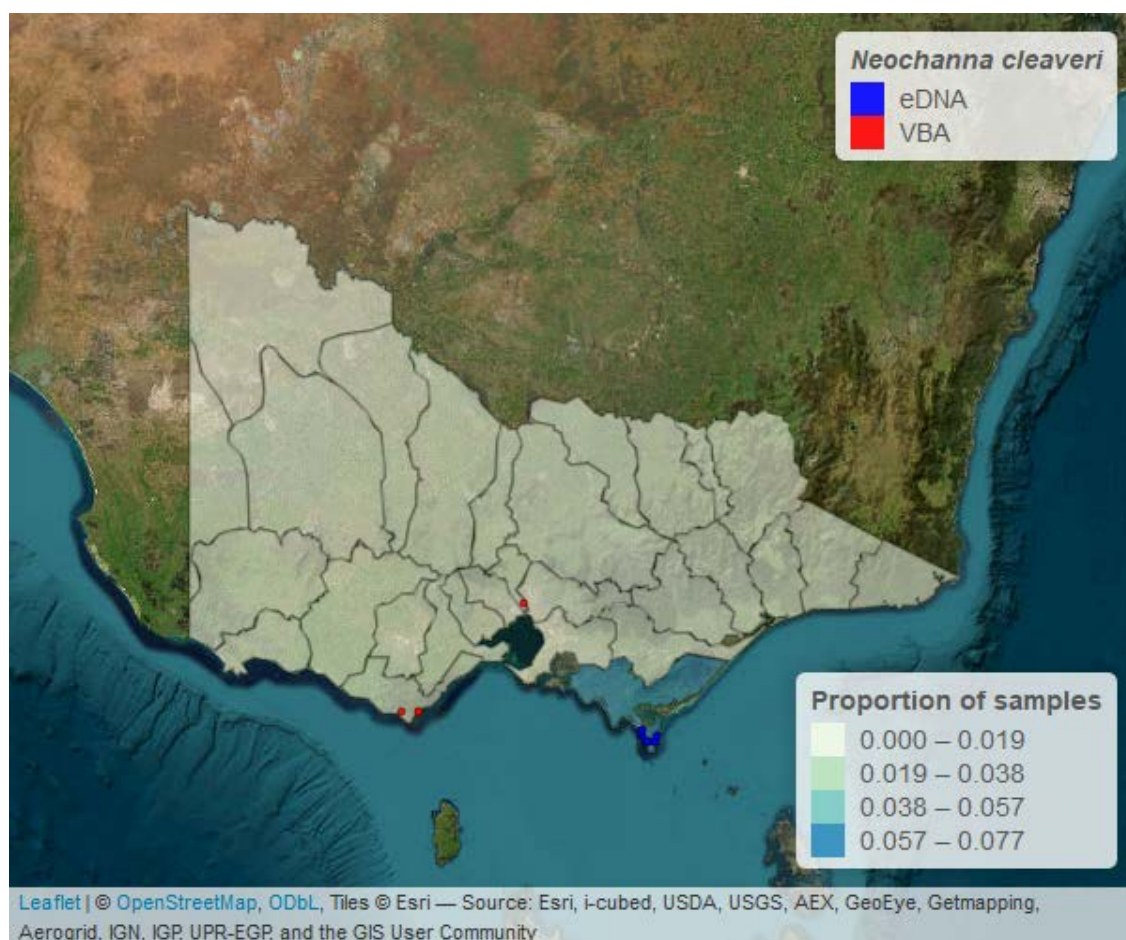 Neochanna cleaveri
eDNA
VBA
Proportion of samples
0.000 – 0.019
0.019 – 0.038
0.038 – 0.057
0.057 – 0.077
Leaflet | © OpenStreetMap, ODbL, Tiles © Esri — Source: Esri, i-cubed, USDA, USGS, AEX, GeoEye, Getmapping,
Aerogrid, IGN, IGP, UPR-EGP, and the GIS User Community